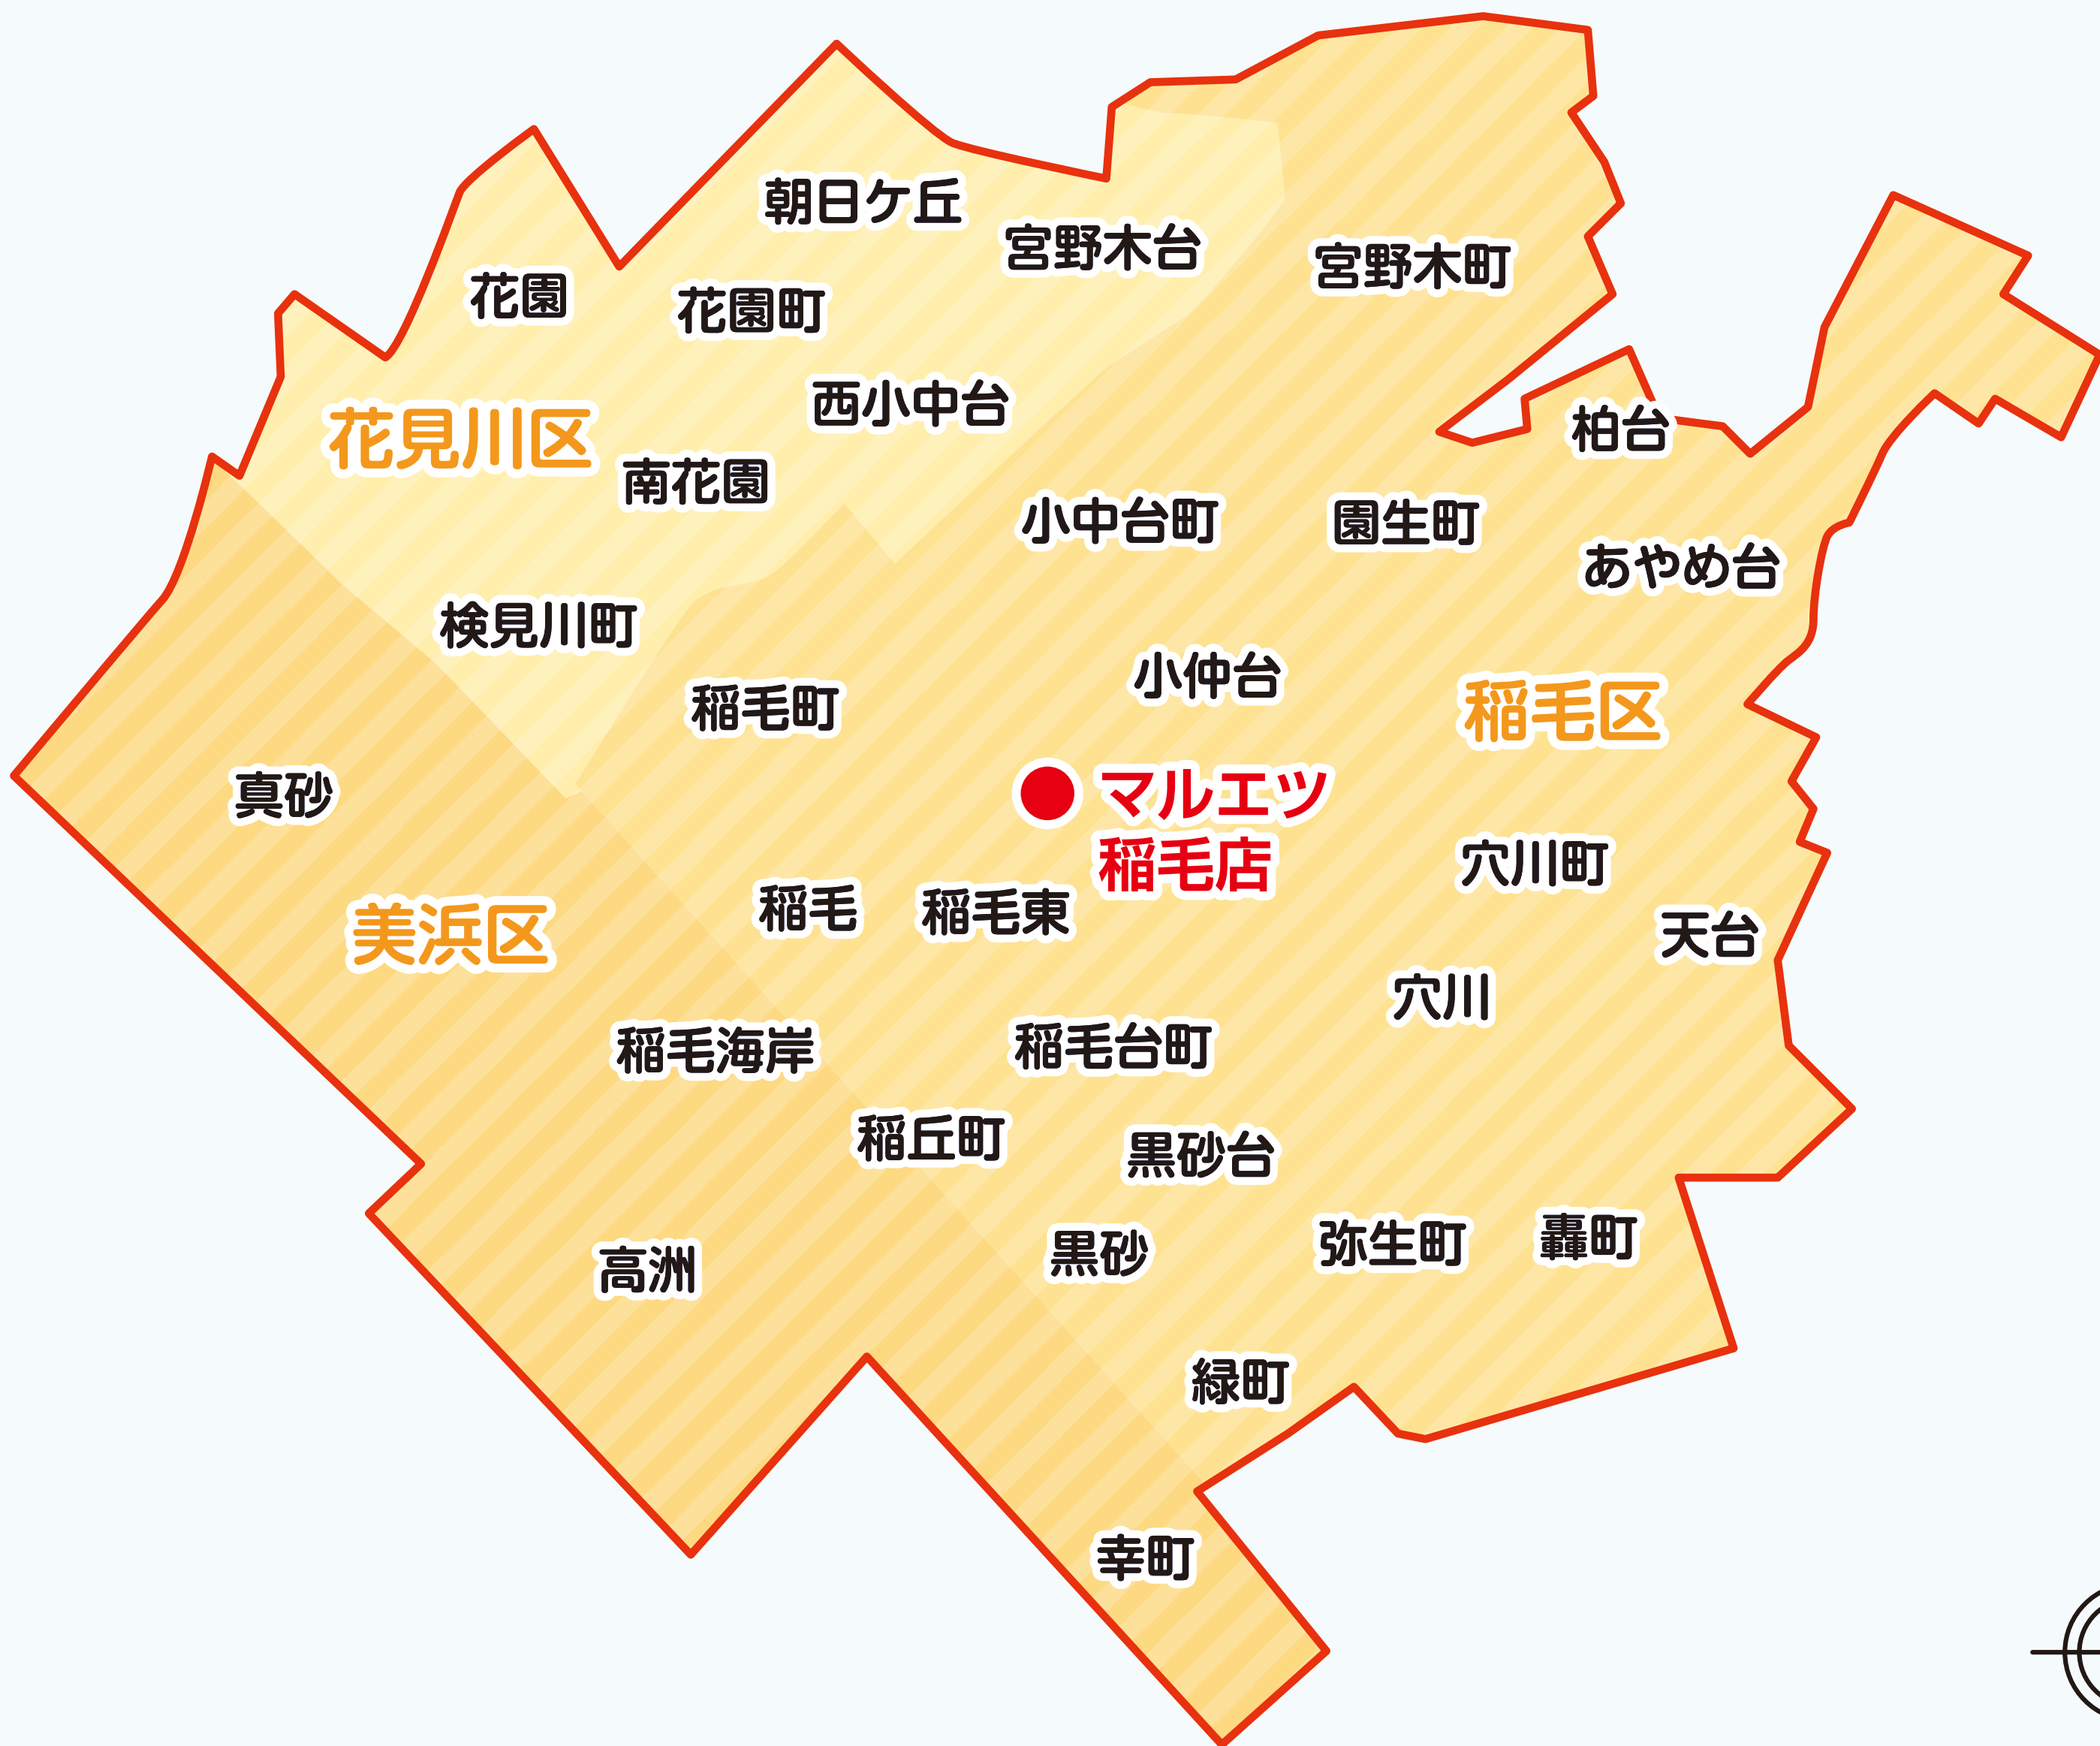 朝日ケ丘
宮野木台
宮野木町
花園
花園町
西小中台
柏台
花見川区
南花園
小中台町
園生町
あやめ台
検見川町
小仲台
稲毛町
稲毛区
真砂
マルエツ
稲毛店
穴川町
稲毛
稲毛東
美浜区
天台
穴川
稲毛海岸
稲毛台町
稲丘町
黒砂台
弥生町
轟町
黒砂
高洲
緑町
幸町